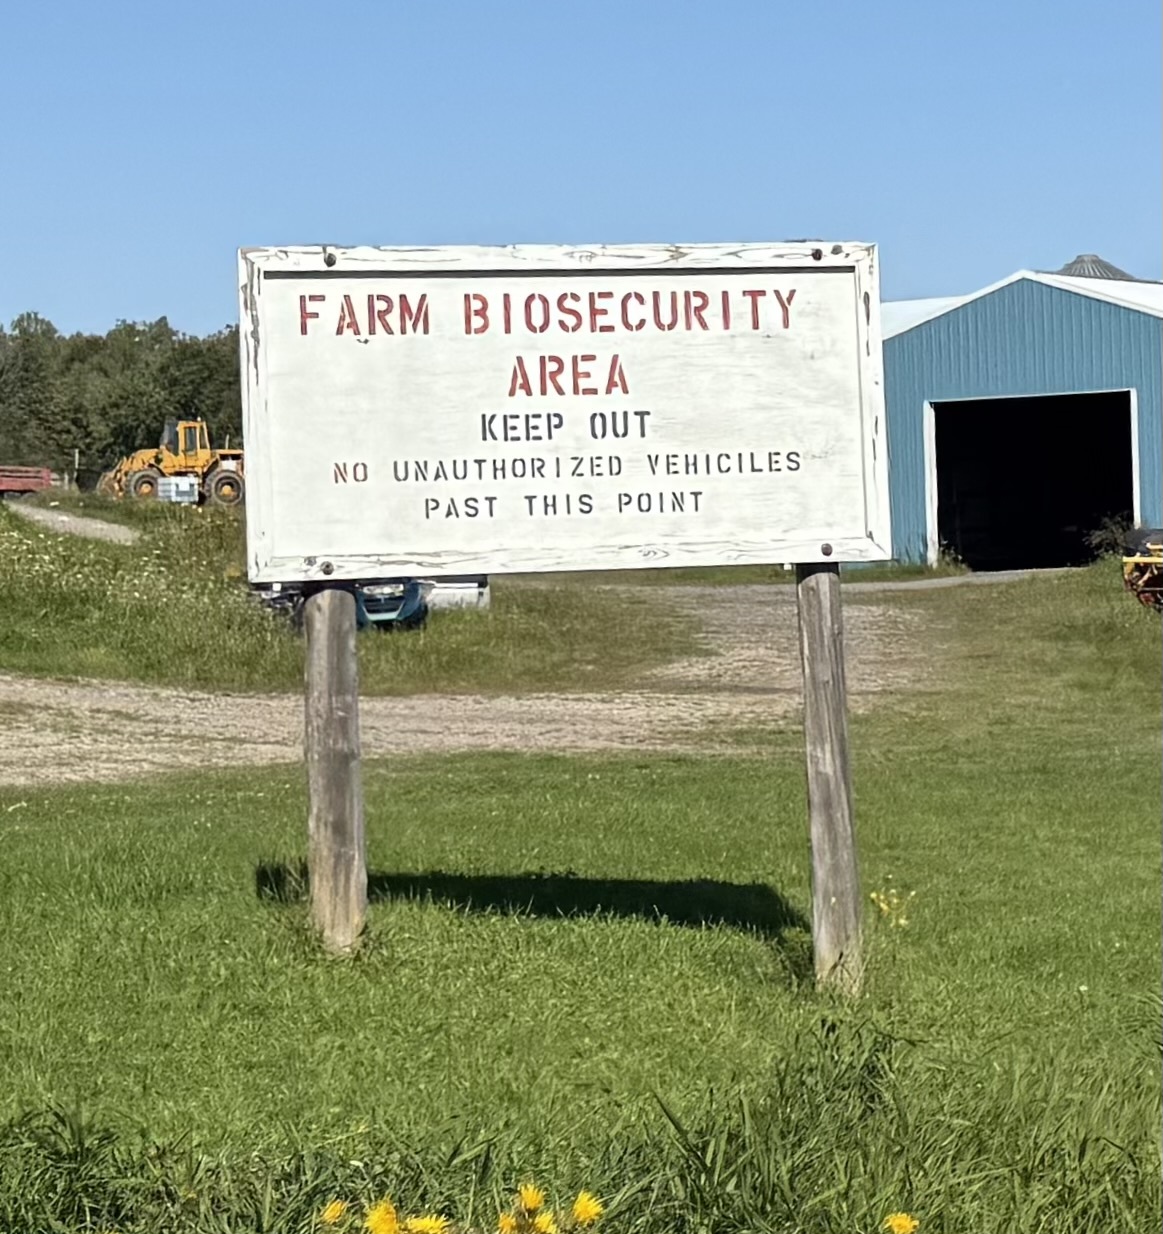 FARM BIOSECURITY
AREA
KEEP OUT
NO UNAUTHORIZED VEHICILES
PAST THIS POINT